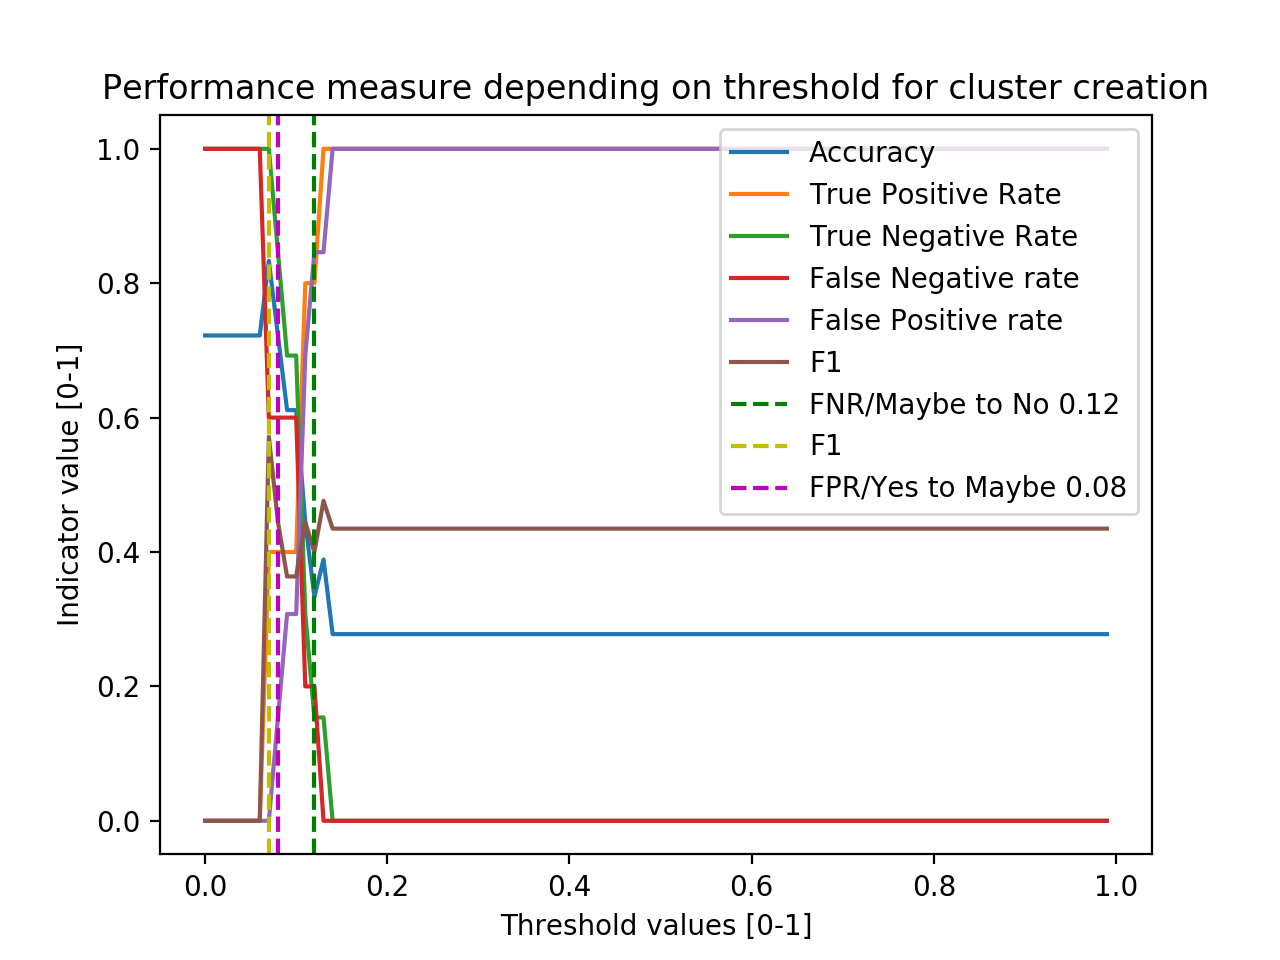 Performance measure depending on threshold for cluster creation
1.0
0.8
0.6
0.4
0.2
0.0
Indicator value [0-1]
Accuracy
True Positive Rate
True Negative Rate
False Negative rate
False Positive rate
F1
FNR/Maybe to No 0.12
F1
FPR/Yes to Maybe 0.08
0.0 0.2 0.4 0.6 0.8 1.0
Threshold values [0-1]